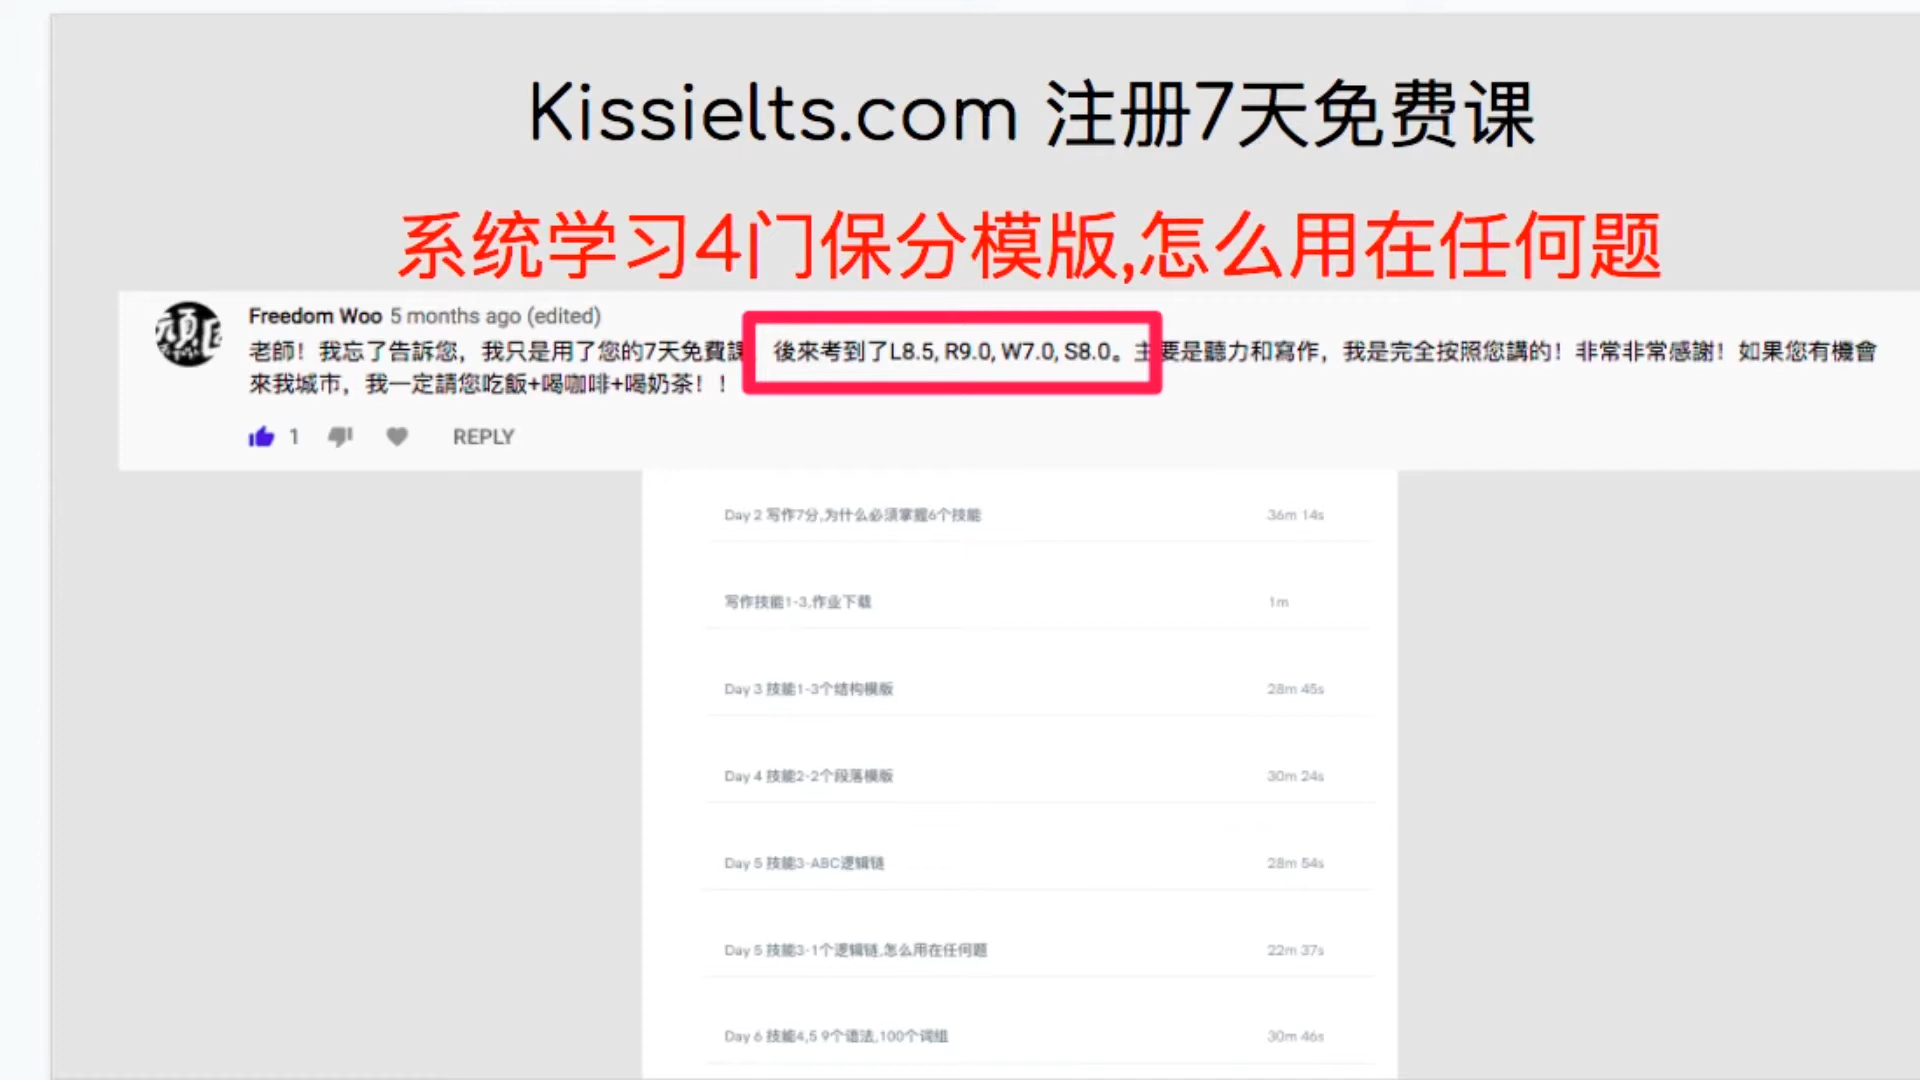 Kissielts.com 注册7天免费课
系统学习4门保分模版,怎么用在任何题
Freedom Woo 5 months ago (edited)
老師！我忘了告訴您，我只是用了您的7天免費課 後來考到了L8.5, R9.0, W7.0, S8.0。主要是聽力和寫作，我是完全按照您講的！非常非常感謝！如果您有機會
來我城市，我一定請您吃飯+喝咖啡+喝奶茶！！
1 REPLY
Day 2 写作7分,为什么必须掌握6个技能 36m 14s
写作技能1-3,作业下载 1m
Day 3 技能1-3个结构模版 28m 45s
Day 4 技能2-2个段落模版 30m 24s
Day 5 技能3-ABC逻辑链 28m 54s
Day 5 技能3-1个逻辑链,怎么用在任何题 22m 37s
Day 6 技能4,5 9个语法,100个词组 30m 46s